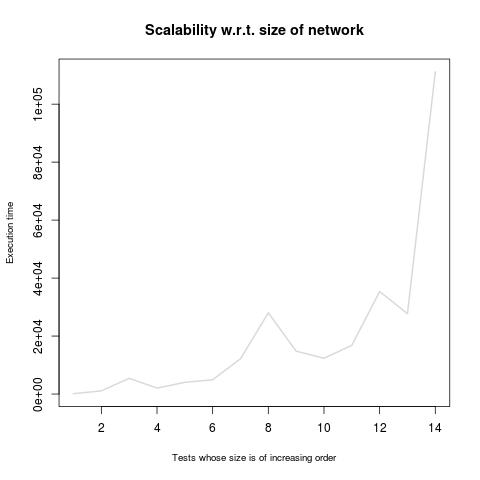 Scalability w.r.t. size of network
Execution time
1e+05
8e+04
6e+04
4e+04
2e+04
0e+00
2 4 6 8 10 12 14
Tests whose size is of increasing order